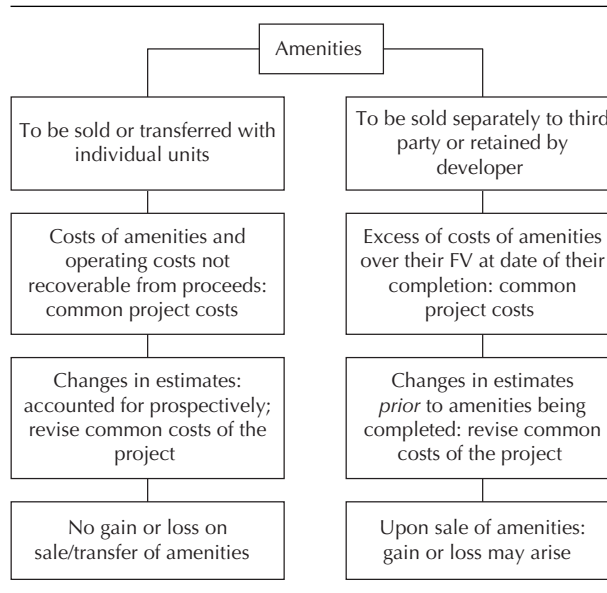 Amenities
To be sold or transferred with
individual units
Costs of amenities and
operating costs not
recoverable from proceeds:
common project costs
Changes in estimates:
accounted for prospectively;
revise common costs of the
project
No gain or loss on
sale/transfer of amenities
To be sold separately to third
party or retained by
developer
Excess of costs of amenities
over their FV at date of their
completion: common
project costs
Changes in estimates
prior to amenities being
completed: revise common
costs of the project
Upon sale of amenities:
gain or loss may arise